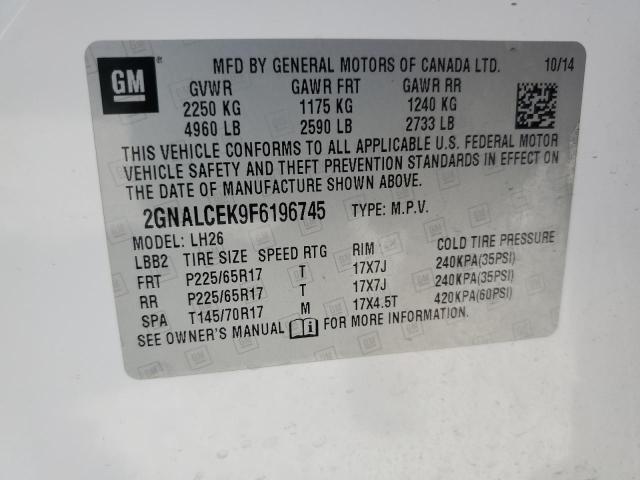 GM
MFD BY GENERAL MOTORS OF CANADA LTD. 10/14
GVWR GAWR FRT GAWR RR
2250 KG 1175 KG 1240 KG
4960 LB 2590 LB 2733 LB
THIS VEHICLE CONFORMS TO ALL APPLICABLE U.S. FEDERAL MOTOR
VEHICLE SAFETY AND THEFT PREVENTION STANDARDS IN EFFECT ON
THE DATE OF MANUFACTURE SHOWN ABOVE.
2GNALCEK9F6196745 TYPE: M.P.V.
MODEL: LH26
LBB2 TIRE SIZE SPEED RTG RIM COLD TIRE PRESSURE
FRT P225/65R17 T 17X7J 240KPA(35PSI)
RR P225/65R17 T 17X7J 240KPA(35PSI)
SPA T145/70R17 M 17X4.5T 420KPA(60PSI)
SEE OWNER'S MANUAL i FOR MORE INFORMATION.